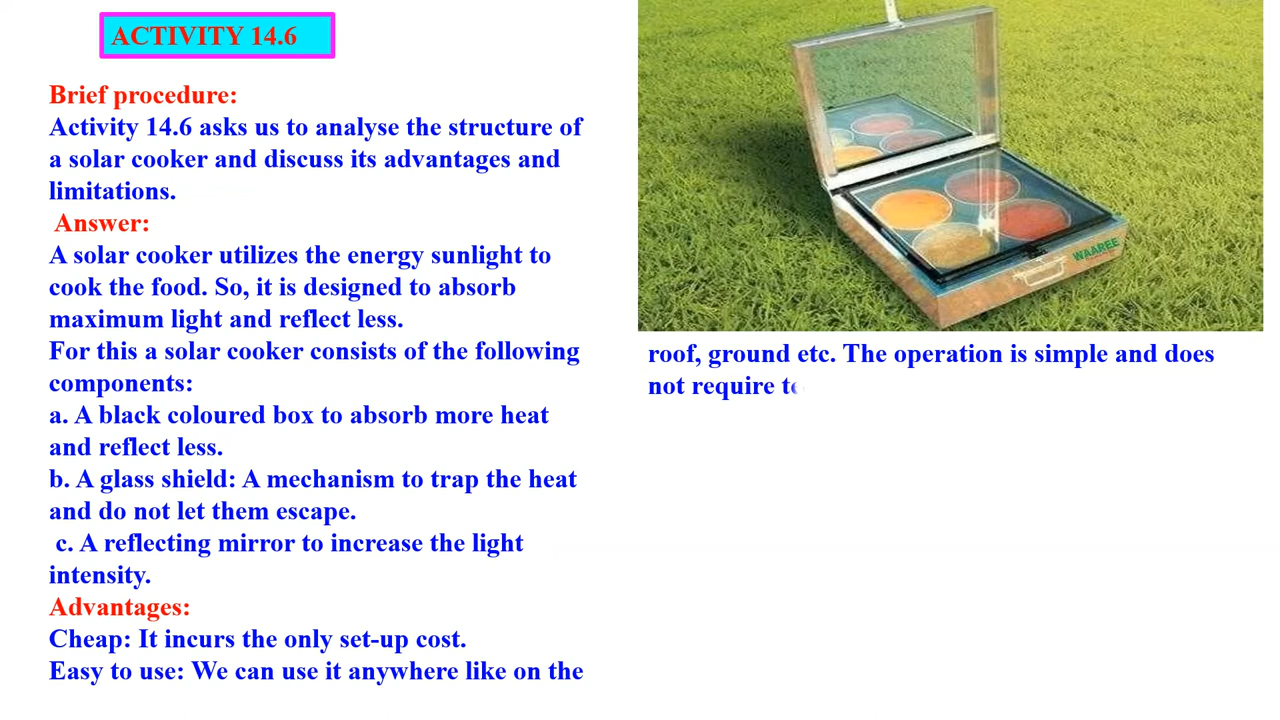 ACTIVITY 14.6
Brief procedure:
Activity 14.6 asks us to analyse the structure of
a solar cooker and discuss its advantages and
limitations.
Answer:
A solar cooker utilizes the energy sunlight to
cook the food. So, it is designed to absorb
maximum light and reflect less.
For this a solar cooker consists of the following
components:
a. A black coloured box to absorb more heat
and reflect less.
b. A glass shield: A mechanism to trap the heat
and do not let them escape.
c. A reflecting mirror to increase the light
intensity.
Advantages:
Cheap: It incurs the only set-up cost.
Easy to use: We can use it anywhere like on the
WAAREE
roof, ground etc. The operation is simple and does
not require